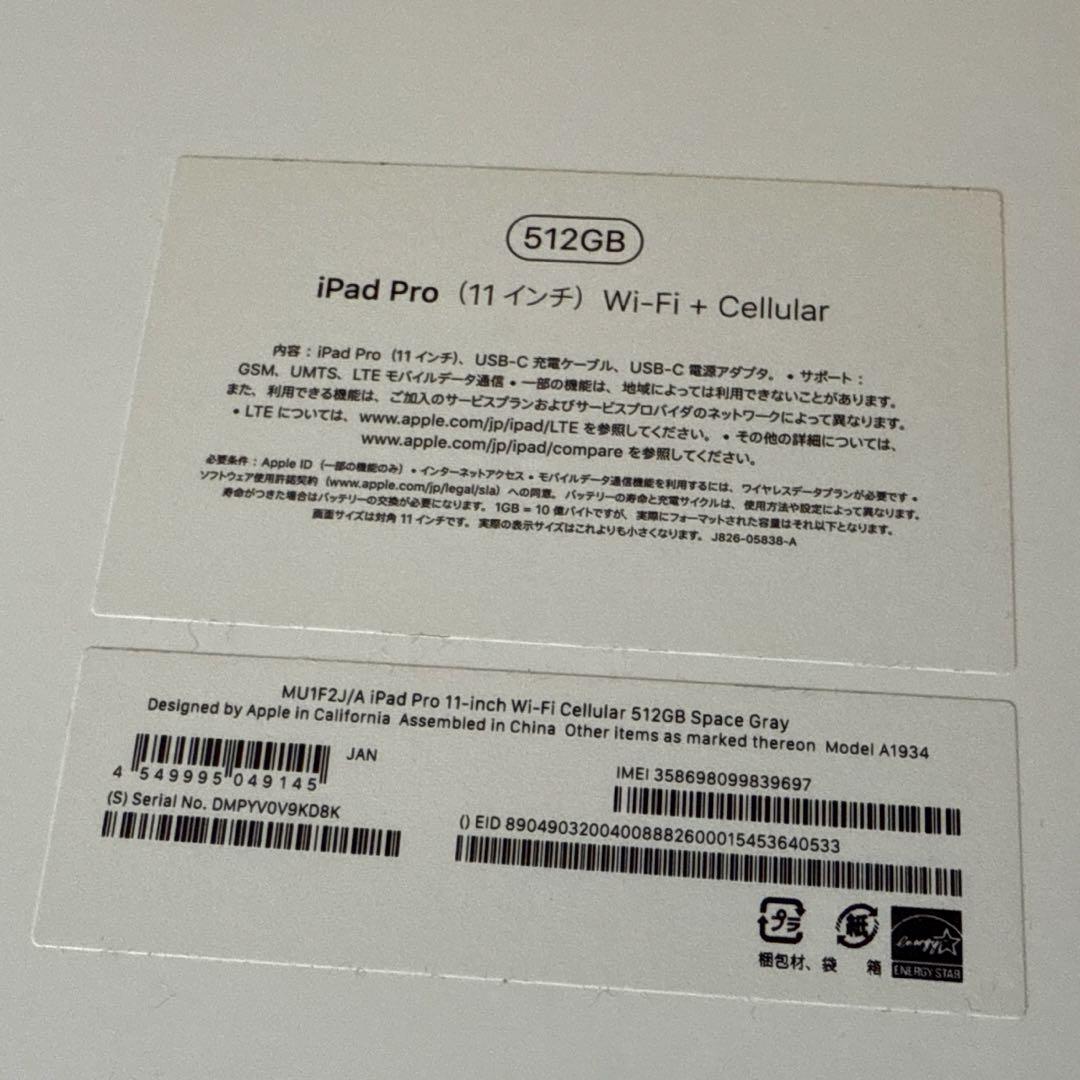 512GB
iPad Pro（11 インチ）Wi-Fi + Cellular
内容：iPad Pro（11 インチ）、USB-C 充電ケーブル、USB-C 電源アダプタ。• サポート：
GSM、UMTS、LTE モバイルデータ通信 • 一部の機能は、地域によっては利用できないことがあります。
また、利用できる機能は、ご加入のサービスプランおよびサービスプロバイダのネットワークによって異なります。
• LTE については、www.apple.com/jp/ipad/LTE を参照してください。• その他の詳細については、
www.apple.com/jp/ipad/compare を参照してください。
必要条件：Apple ID（一部の機能のみ）• インターネットアクセス • モバイルデータ通信機能を利用するには、ワイヤレスデータプランが必要です •
ソフトウェア使用許諾契約（www.apple.com/jp/legal/sla）への同意。バッテリーの寿命と充電サイクルは、使用方法や設定によって異なります。
寿命がつきた場合はバッテリーの交換が必要になります。1GB = 10 億バイトですが、実際にフォーマットされた容量はそれ以下となります。
画面サイズは対角 11 インチです。実際の表示サイズはこれよりも小さくなります。J826-05838-A
MU1F2J/A iPad Pro 11-inch Wi-Fi Cellular 512GB Space Gray
Designed by Apple in California Assembled in China Other items as marked thereon Model A1934
JAN
4 549995 049145
IMEI 358698099839697
(S) Serial No. DMPYV0V9KD8K
() EID 89049032004008882600015453640533
プラ 紙 energy
梱包材、袋 箱 ENERGY STAR